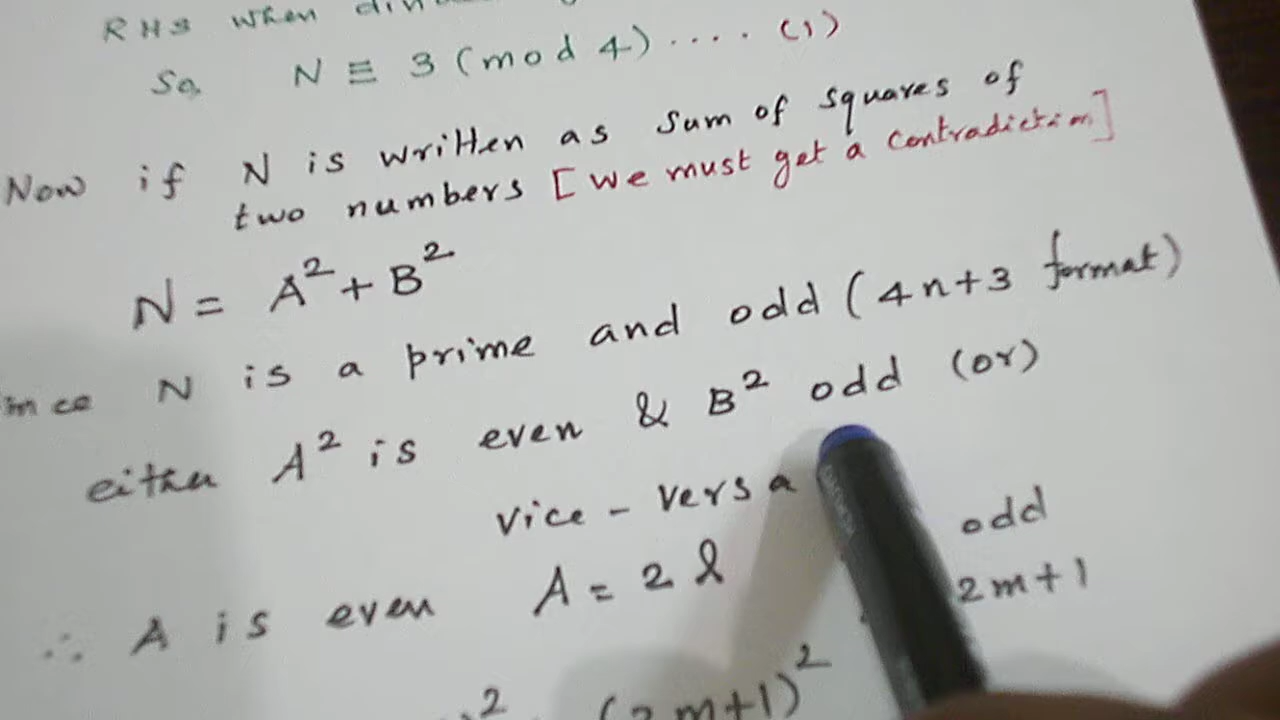 RHS when
So, N ≡ 3 (mod 4) .... (1)
Now if N is written as sum of squares of
two numbers [we must get a contradiction]
N = A² + B²
N is a prime and odd (4n+3 format)
either A² is even & B² odd (or)
vice - versa
∴ A is even A = 2l odd
2m+1
² (2m+1)²